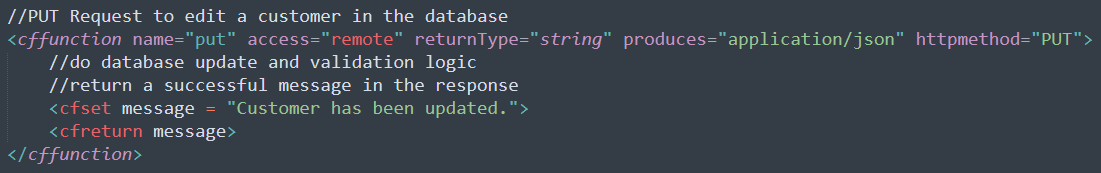 //PUT Request to edit a customer in the database
<cffunction name="put" access="remote" returnType="string" produces="application/json" httpmethod="PUT">
    //do database update and validation logic
    //return a successful message in the response
    <cfset message = "Customer has been updated.">
    <cfreturn message>
</cffunction>